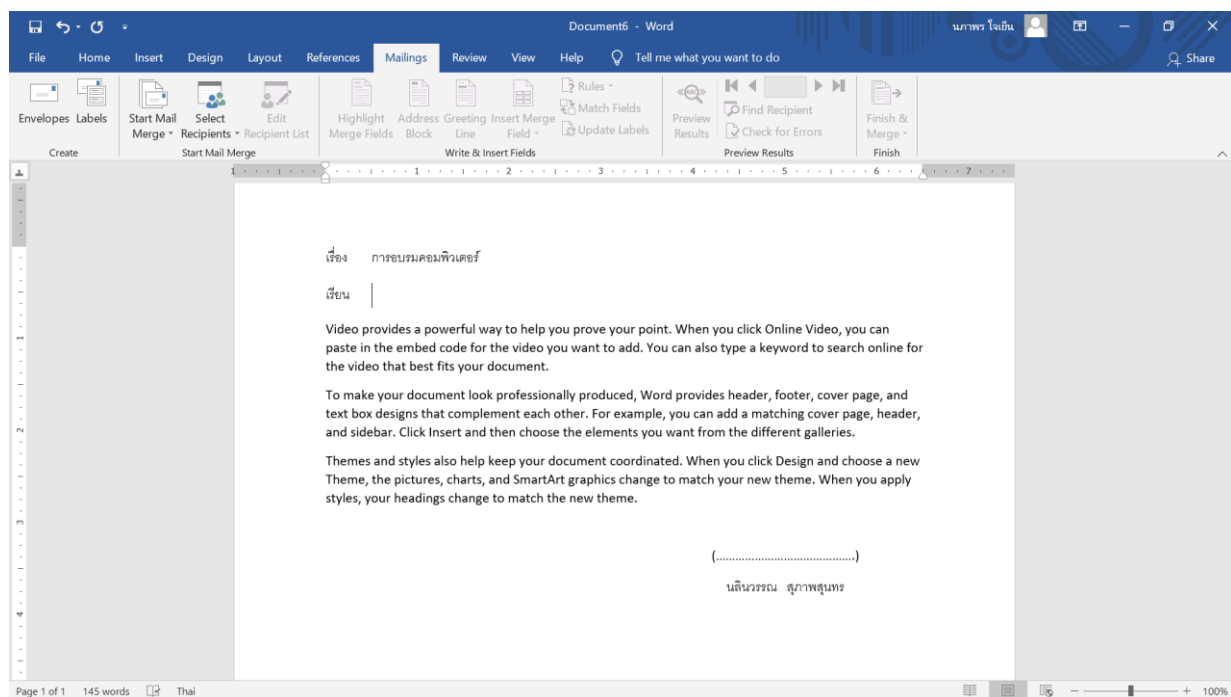 Document6 - Word
นภาพร ใจเย็น
File Home Insert Design Layout References Mailings Review View Help Tell me what you want to do Share
Envelopes Labels Start Mail Merge Select Recipients Edit Recipient List Highlight Merge Fields Address Block Greeting Line Insert Merge Field Rules Match Fields Update Labels Preview Results Find Recipient Check for Errors Finish & Merge
Create Start Mail Merge Write & Insert Fields Preview Results Finish
1 1 2 3 4 5 6 7
เรื่อง การอบรมคอมพิวเตอร์
เรียน
Video provides a powerful way to help you prove your point. When you click Online Video, you can
paste in the embed code for the video you want to add. You can also type a keyword to search online for
the video that best fits your document.
To make your document look professionally produced, Word provides header, footer, cover page, and
text box designs that complement each other. For example, you can add a matching cover page, header,
and sidebar. Click Insert and then choose the elements you want from the different galleries.
Themes and styles also help keep your document coordinated. When you click Design and choose a new
Theme, the pictures, charts, and SmartArt graphics change to match your new theme. When you apply
styles, your headings change to match the new theme.
(.............................................)
นลินวรรณ สุภาพสุนทร
1
2
3
4
Page 1 of 1 145 words Thai 100%